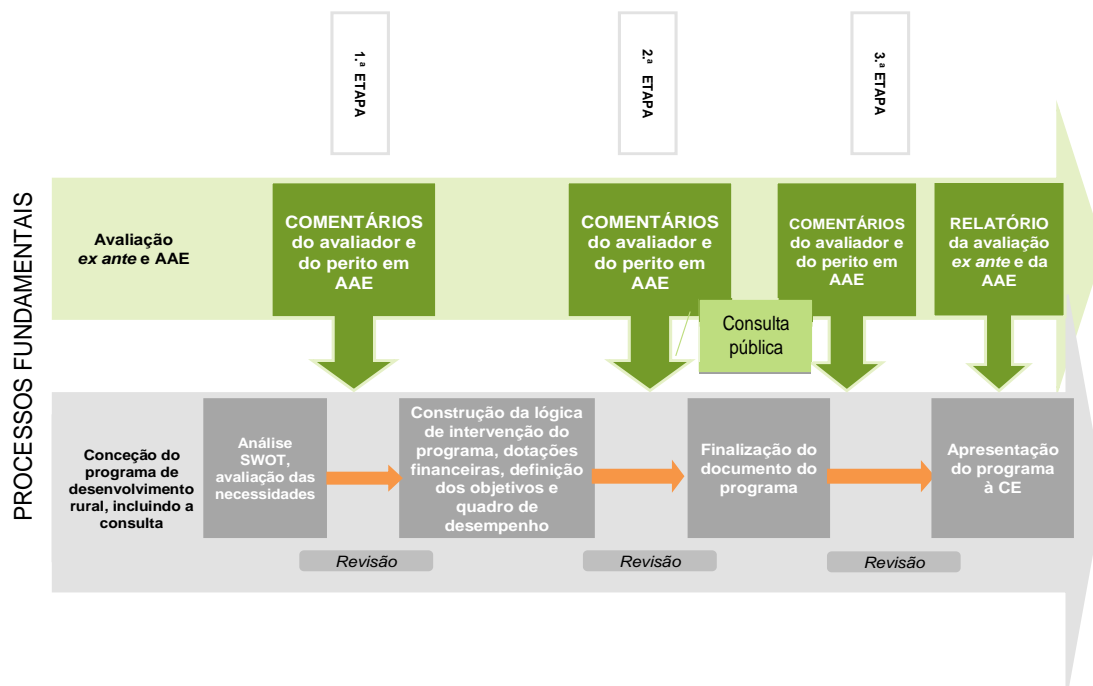 1.ª ETAPA
2.ª ETAPA
3.ª ETAPA
PROCESSOS FUNDAMENTAIS
Avaliação
ex ante e AAE
COMENTÁRIOS
do avaliador e
do perito em
AAE
COMENTÁRIOS
do avaliador e
do perito em
AAE
COMENTÁRIOS
do avaliador e
do perito em
AAE
RELATÓRIO
da avaliação
ex ante e da
AAE
Consulta
pública
Conceção do
programa de
desenvolvimento
rural, incluindo a
consulta
Análise
SWOT,
avaliação das
necessidades
Construção da lógica
de intervenção do
programa, dotações
financeiras, definição
dos objetivos e
quadro de
desempenho
Finalização do
documento do
programa
Apresentação
do programa
à CE
Revisão
Revisão
Revisão